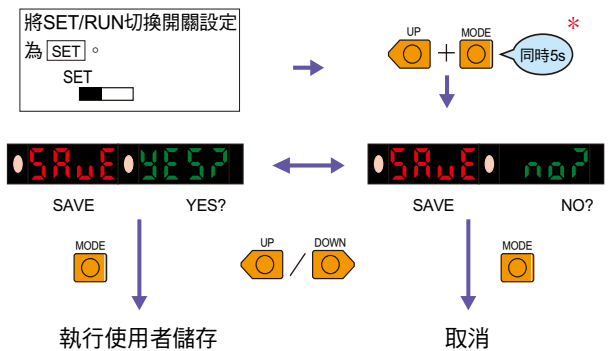 將SET/RUN切換開關設定
為 SET 。
SET
UP + MODE
同時5s
*
SAvE YES?
SAvE no?
SAVE YES?
SAVE NO?
MODE
UP / DOWN
MODE
執行使用者儲存
取消